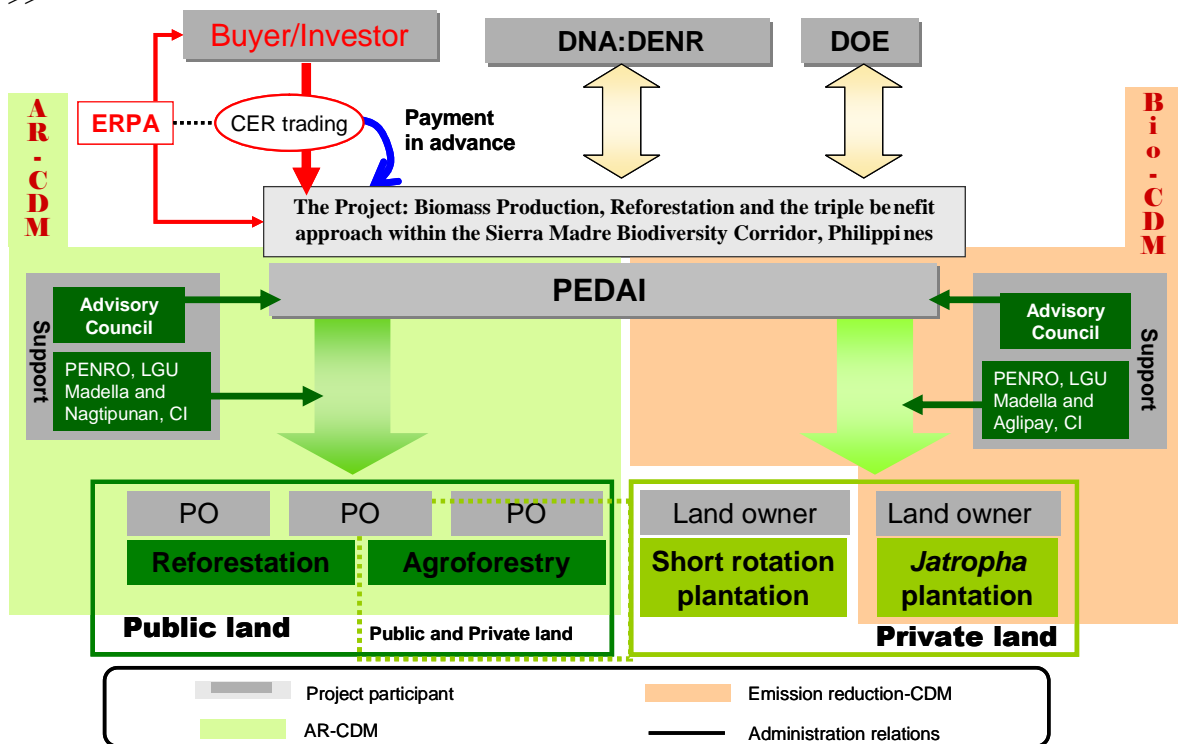 >>
Buyer/Investor
DNA:DENR
DOE
AR-CDM
ERPA
CER trading
Payment
in advance
Bio-CDM
The Project: Biomass Production, Reforestation and the triple benefit
approach within the Sierra Madre Biodiversity Corridor, Philippines
PEDAI
Support
Advisory
Council
PENRO, LGU
Madella and
Nagtipunan, CI
Advisory
Council
PENRO, LGU
Madella and
Aglipay, CI
Support
PO
PO
PO
Land owner
Land owner
Reforestation
Agroforestry
Short rotation
plantation
Jatropha
plantation
Public land
Public and Private land
Private land
Project participant
Emission reduction-CDM
AR-CDM
Administration relations